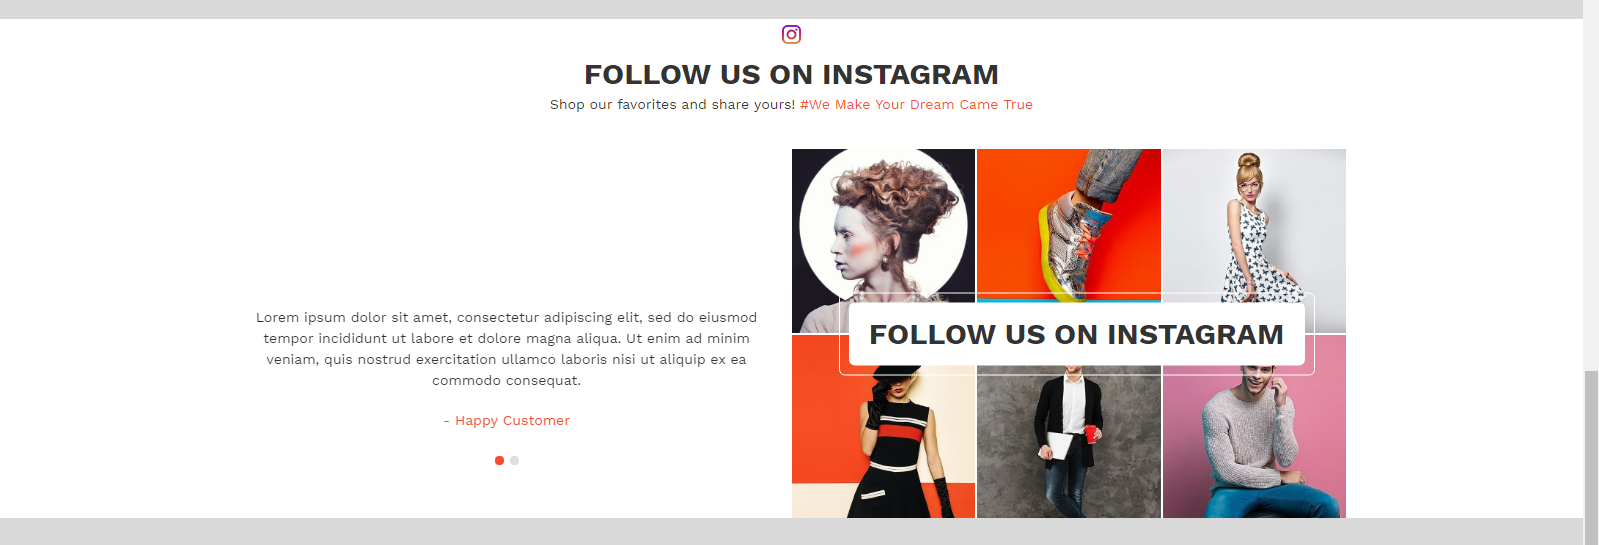 FOLLOW US ON INSTAGRAM
Shop our favorites and share yours! #We Make Your Dream Came True
Lorem ipsum dolor sit amet, consectetur adipiscing elit, sed do eiusmod
tempor incididunt ut labore et dolore magna aliqua. Ut enim ad minim
veniam, quis nostrud exercitation ullamco laboris nisi ut aliquip ex ea
commodo consequat.
- Happy Customer
FOLLOW US ON INSTAGRAM